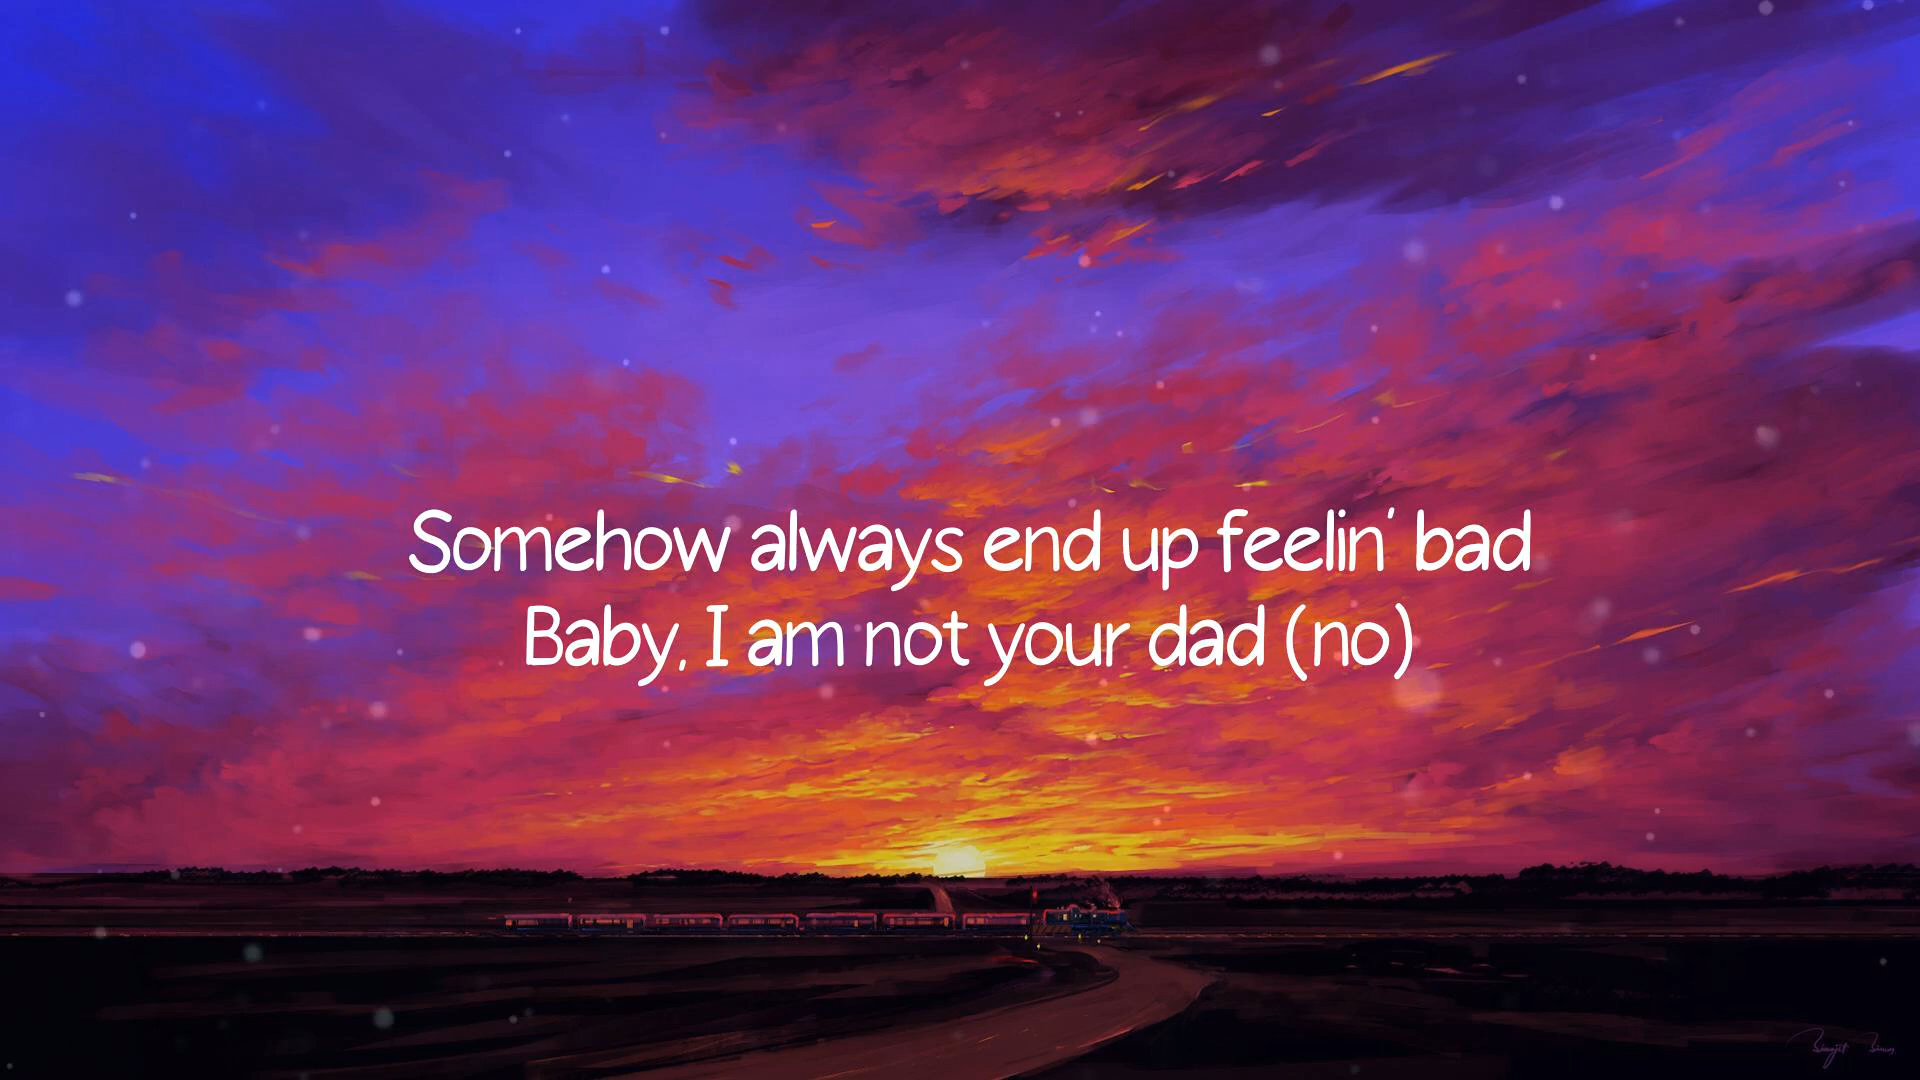 Somehow always end up feelin' bad
Baby, I am not your dad (no)